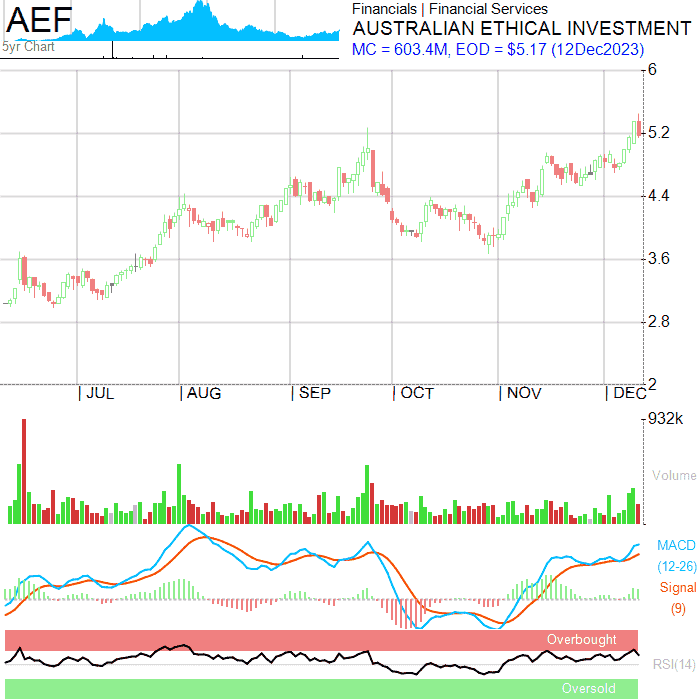 AEF
5yr Chart
Financials | Financial Services
AUSTRALIAN ETHICAL INVESTMENT
MC = 603.4M, EOD = $5.17 (12Dec2023)
6
5.2
4.4
3.6
2.8
2
JUL
AUG
SEP
OCT
NOV
DEC
932k
Volume
MACD
(12-26)
Signal
(9)
Overbought
RSI(14)
Oversold